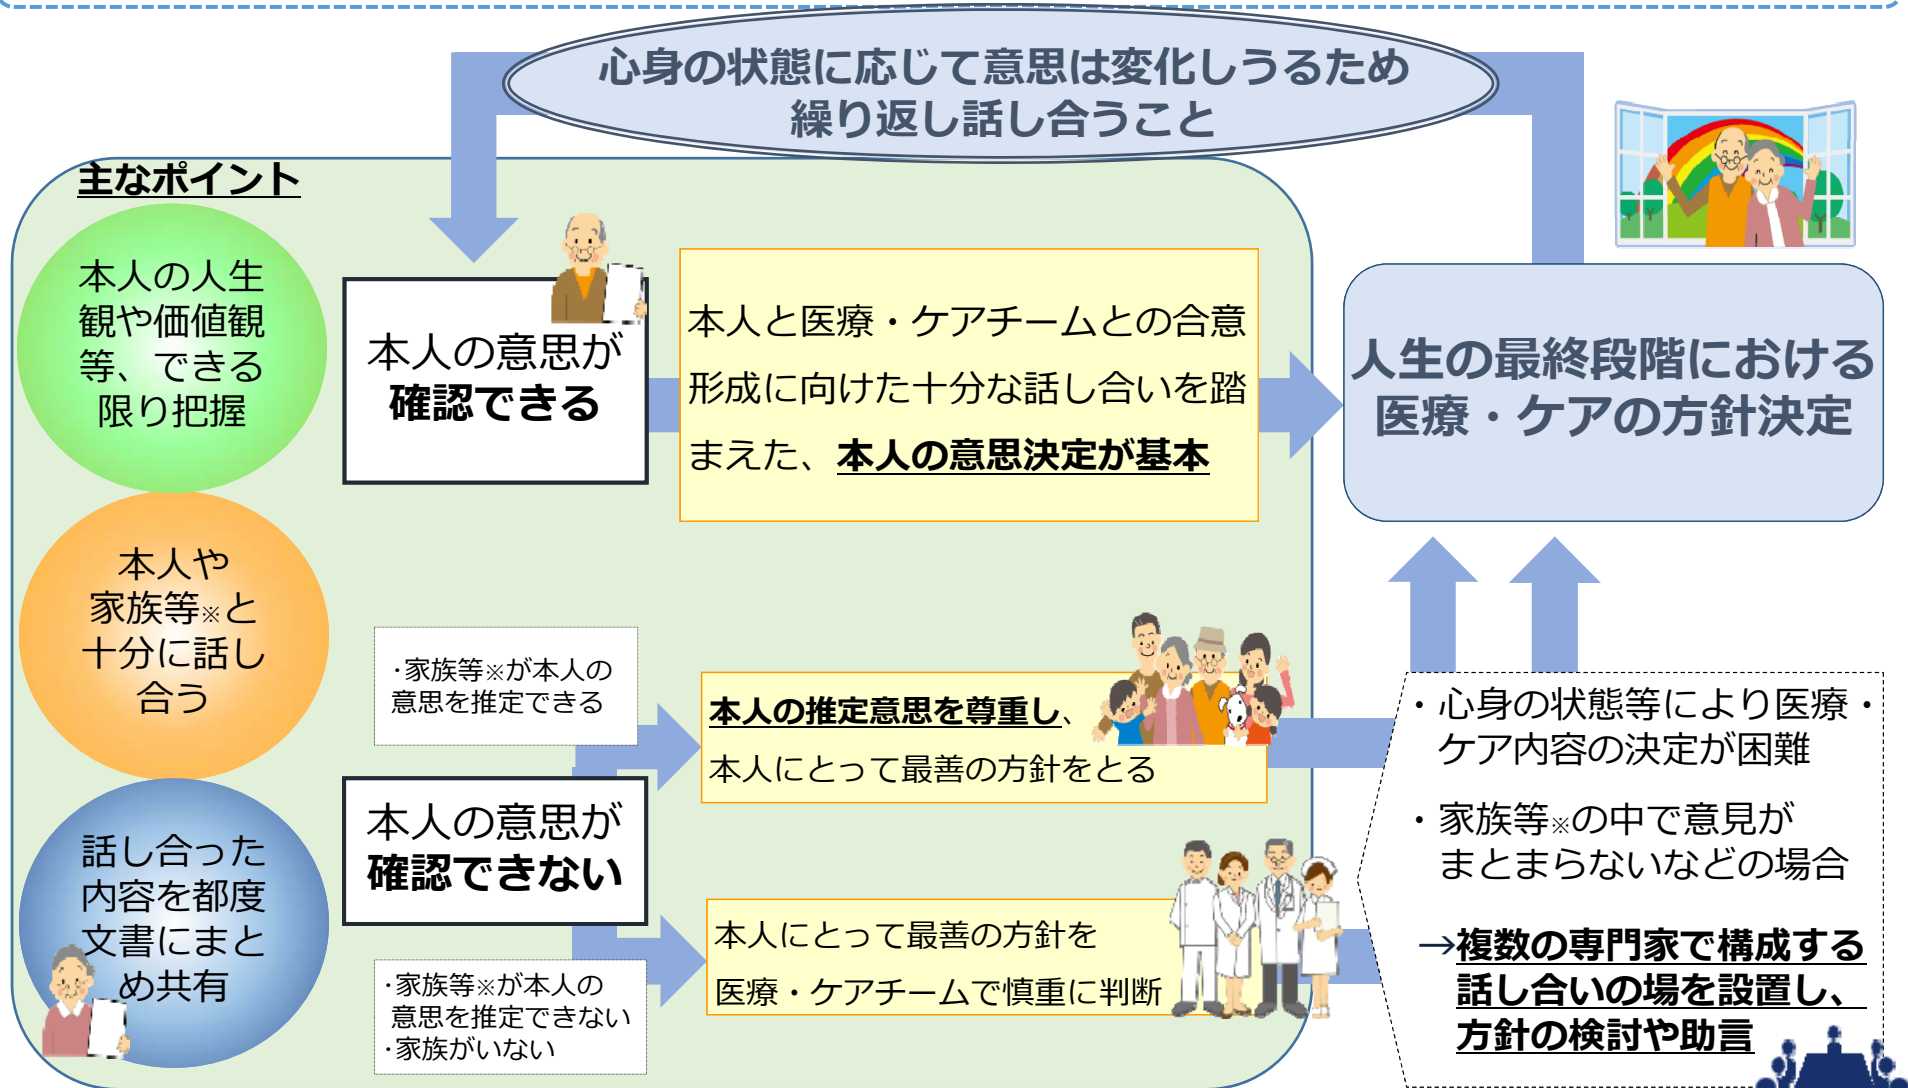 心身の状態に応じて意思は変化しうるため
繰り返し話し合うこと
主なポイント
本人の人生
観や価値観
等、できる
限り把握
本人や
家族等※と
十分に話し
合う
話し合った
内容を都度
文書にまと
め共有
本人の意思が
確認できる
本人と医療・ケアチームとの合意
形成に向けた十分な話し合いを踏
まえた、本人の意思決定が基本
人生の最終段階における
医療・ケアの方針決定
・家族等※が本人の
意思を推定できる
本人の推定意思を尊重し、
本人にとって最善の方針をとる
本人の意思が
確認できない
・家族等※が本人の
意思を推定できない
・家族がいない
本人にとって最善の方針を
医療・ケアチームで慎重に判断
・心身の状態等により医療・
ケア内容の決定が困難
・家族等※の中で意見が
まとまらないなどの場合
→複数の専門家で構成する
話し合いの場を設置し、
方針の検討や助言